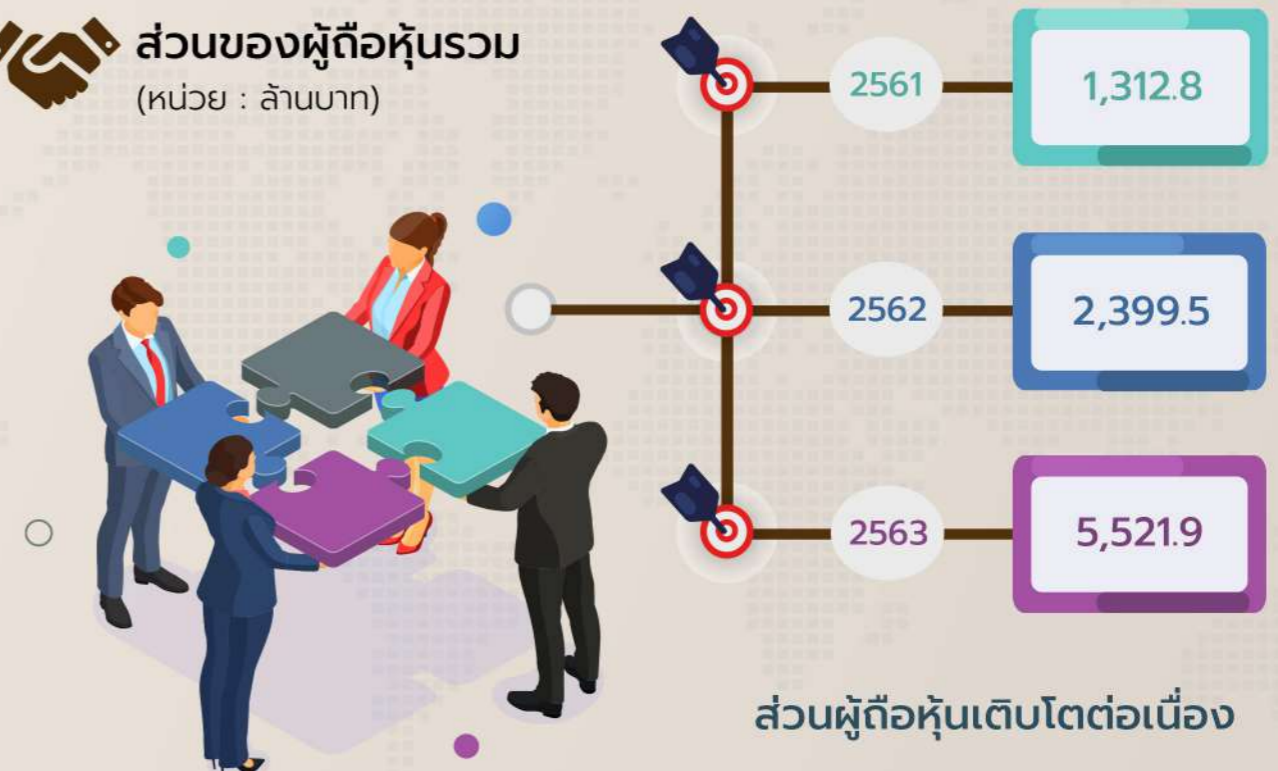 ส่วนของผู้ถือหุ้นรวม
(หน่วย : ล้านบาท)
2561 1,312.8
2562 2,399.5
2563 5,521.9
ส่วนผู้ถือหุ้นเติบโตต่อเนื่อง